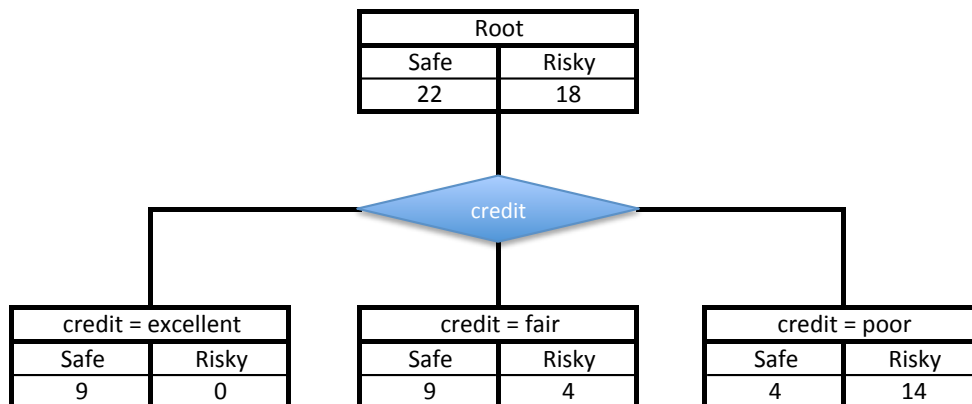 Root
Safe Risky
22 18
credit
credit = excellent
Safe Risky
9 0
credit = fair
Safe Risky
9 4
credit = poor
Safe Risky
4 14